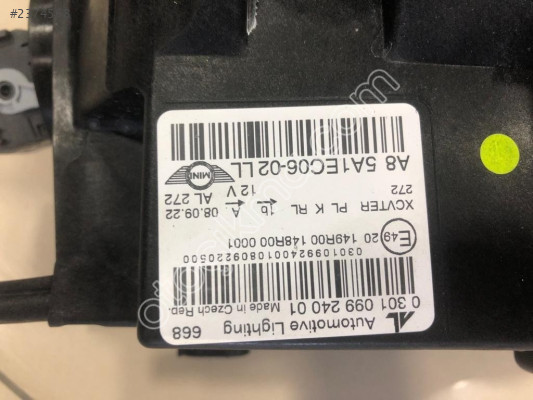 Automotive Lighting
Made in Czech Rep.
668
0 301 099 240 01
0301099240010809220500
E49 20 149R00 148R00 0001
XCVTER PL K RL 1b A 08.09.22
272 12 V AL 272
MINI
A8 5A1EC06-02 LL